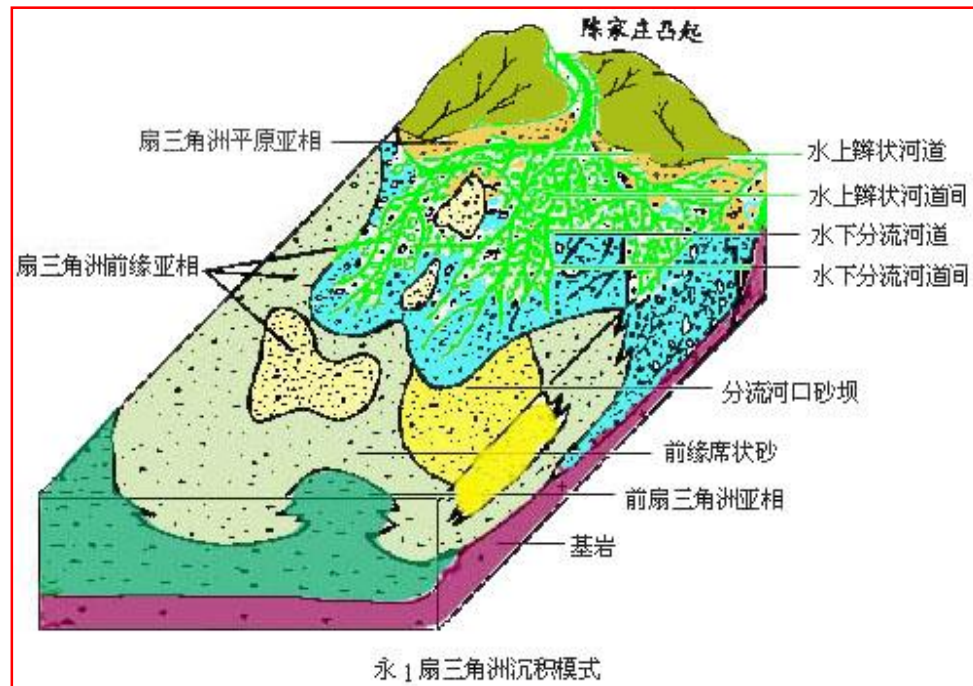 陈家庄凸起
扇三角洲平原亚相
水上辫状河道
水上辫状河道间
水下分流河道
扇三角洲前缘亚相
水下分流河道间
分流河口砂坝
前缘席状砂
前扇三角洲亚相
基岩
永1扇三角洲沉积模式